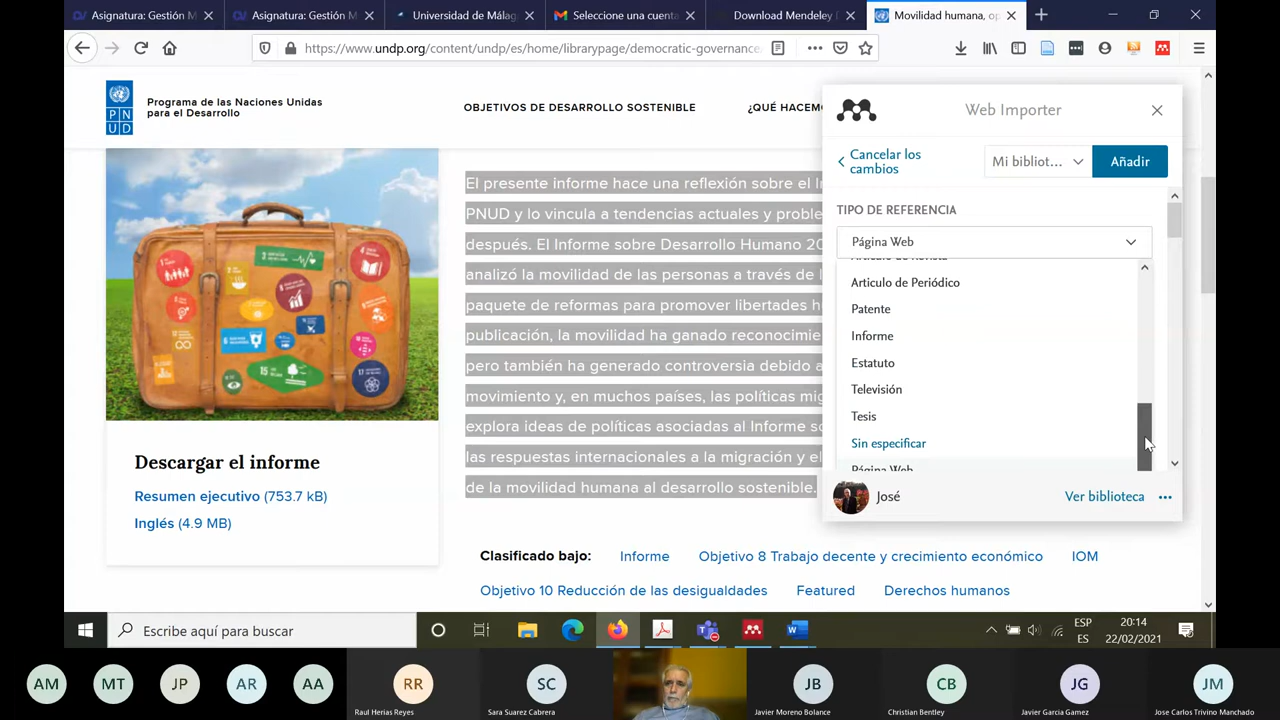 Asignatura: Gestión M
Asignatura: Gestión M
Universidad de Málag
Seleccione una cuenta
Download Mendeley D
Movilidad humana, op
https://www.undp.org/content/undp/es/home/librarypage/democratic-governance
PNUD
Programa de las Naciones Unidas
para el Desarrollo
OBJETIVOS DE DESARROLLO SOSTENIBLE
¿QUÉ HACEM
Web Importer
Cancelar los
cambios
Mi bibliot...
Añadir
TIPO DE REFERENCIA
Página Web
Articulo de Revista
Articulo de Periódico
Patente
Informe
Estatuto
Televisión
Tesis
Sin especificar
Página Web
José
Ver biblioteca
El presente informe hace una reflexión sobre el I
PNUD y lo vincula a tendencias actuales y proble
después. El Informe sobre Desarrollo Humano 20
analizó la movilidad de las personas a través de l
paquete de reformas para promover libertades h
publicación, la movilidad ha ganado reconocimie
pero también ha generado controversia debido a
movimiento y, en muchos países, las políticas mig
explora ideas de políticas asociadas al Informe so
las respuestas internacionales a la migración y el
de la movilidad humana al desarrollo sostenible.
Descargar el informe
Resumen ejecutivo (753.7 kB)
Inglés (4.9 MB)
Clasificado bajo:
Informe
Objetivo 8 Trabajo decente y crecimiento económico
IOM
Objetivo 10 Reducción de las desigualdades
Featured
Derechos humanos
Escribe aquí para buscar
ESP
ES
20:14
22/02/2021
AM
MT
JP
AR
AA
RR
Raul Herias Reyes
SC
Sara Suarez Cabrera
JB
Javier Moreno Bolance
CB
Christian Bentley
JG
Javier Garcia Gamez
JM
Jose Carlos Trivino Manchado